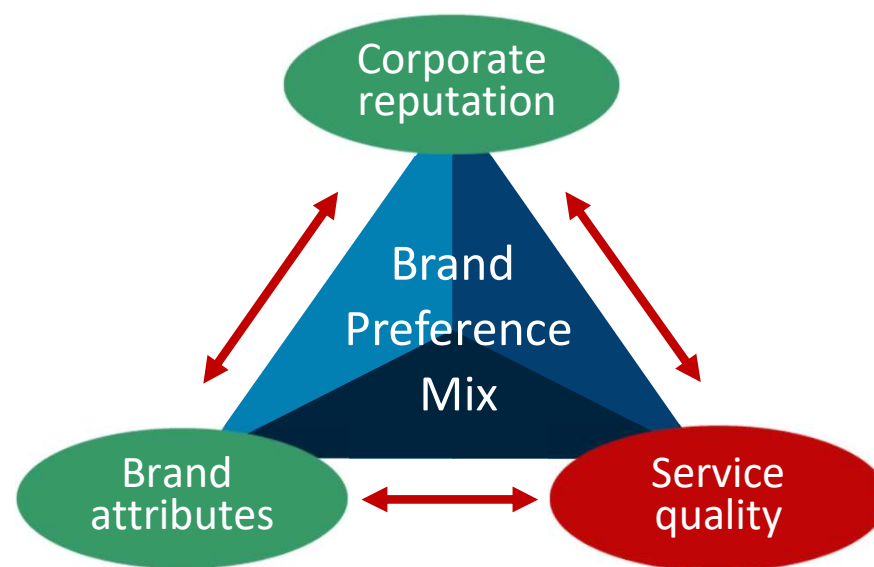 Corporate
reputation
Brand
Preference
Mix
Brand
attributes
Service
quality